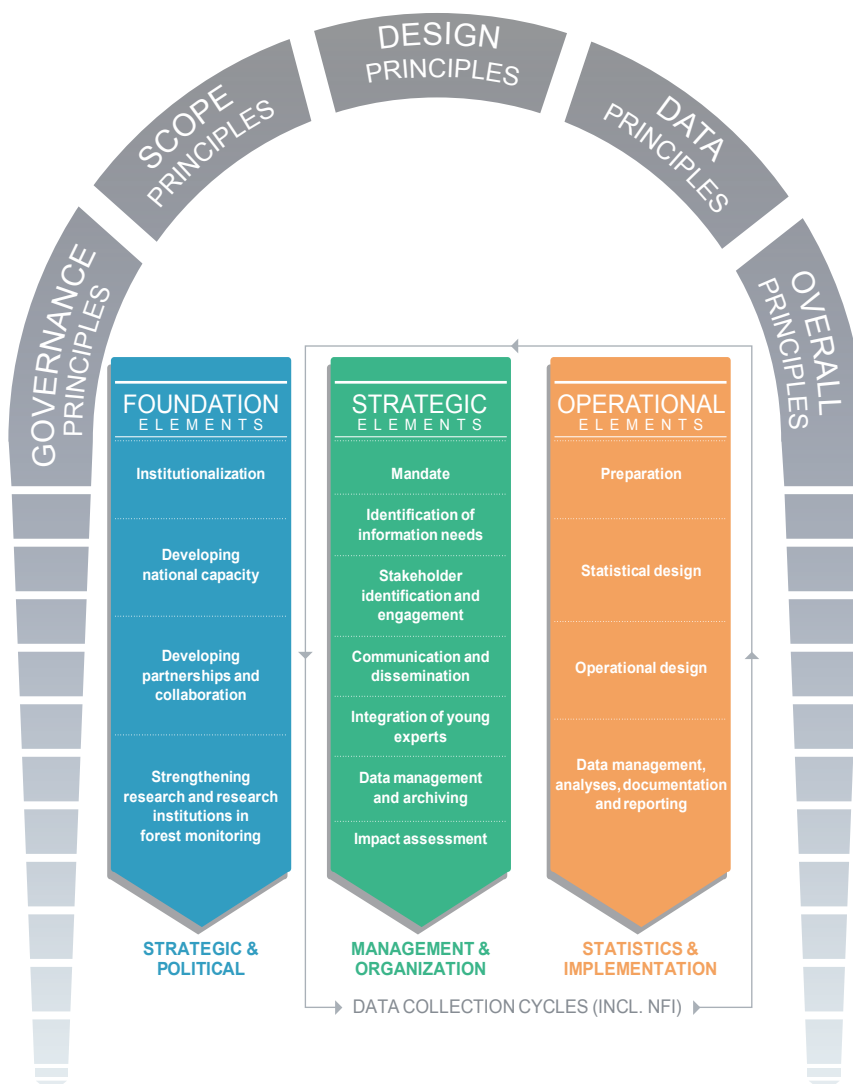 GOVERNANCE
PRINCIPLES
SCOPE
PRINCIPLES
DESIGN
PRINCIPLES
DATA
PRINCIPLES
OVERALL
PRINCIPLES
FOUNDATION
ELEMENTS
Institutionalization
Developing
national capacity
Developing
partnerships and
collaboration
Strengthening
research and research
institutions in
forest monitoring
STRATEGIC &
POLITICAL
STRATEGIC
ELEMENTS
Mandate
Identification of
information needs
Stakeholder
identification and
engagement
Communication and
dissemination
Integration of young
experts
Data management
and archiving
Impact assessment
MANAGEMENT &
ORGANIZATION
OPERATIONAL
ELEMENTS
Preparation
Statistical design
Operational design
Data management,
analyses, documentation
and reporting
STATISTICS &
IMPLEMENTATION
DATA COLLECTION CYCLES (INCL. NFI)